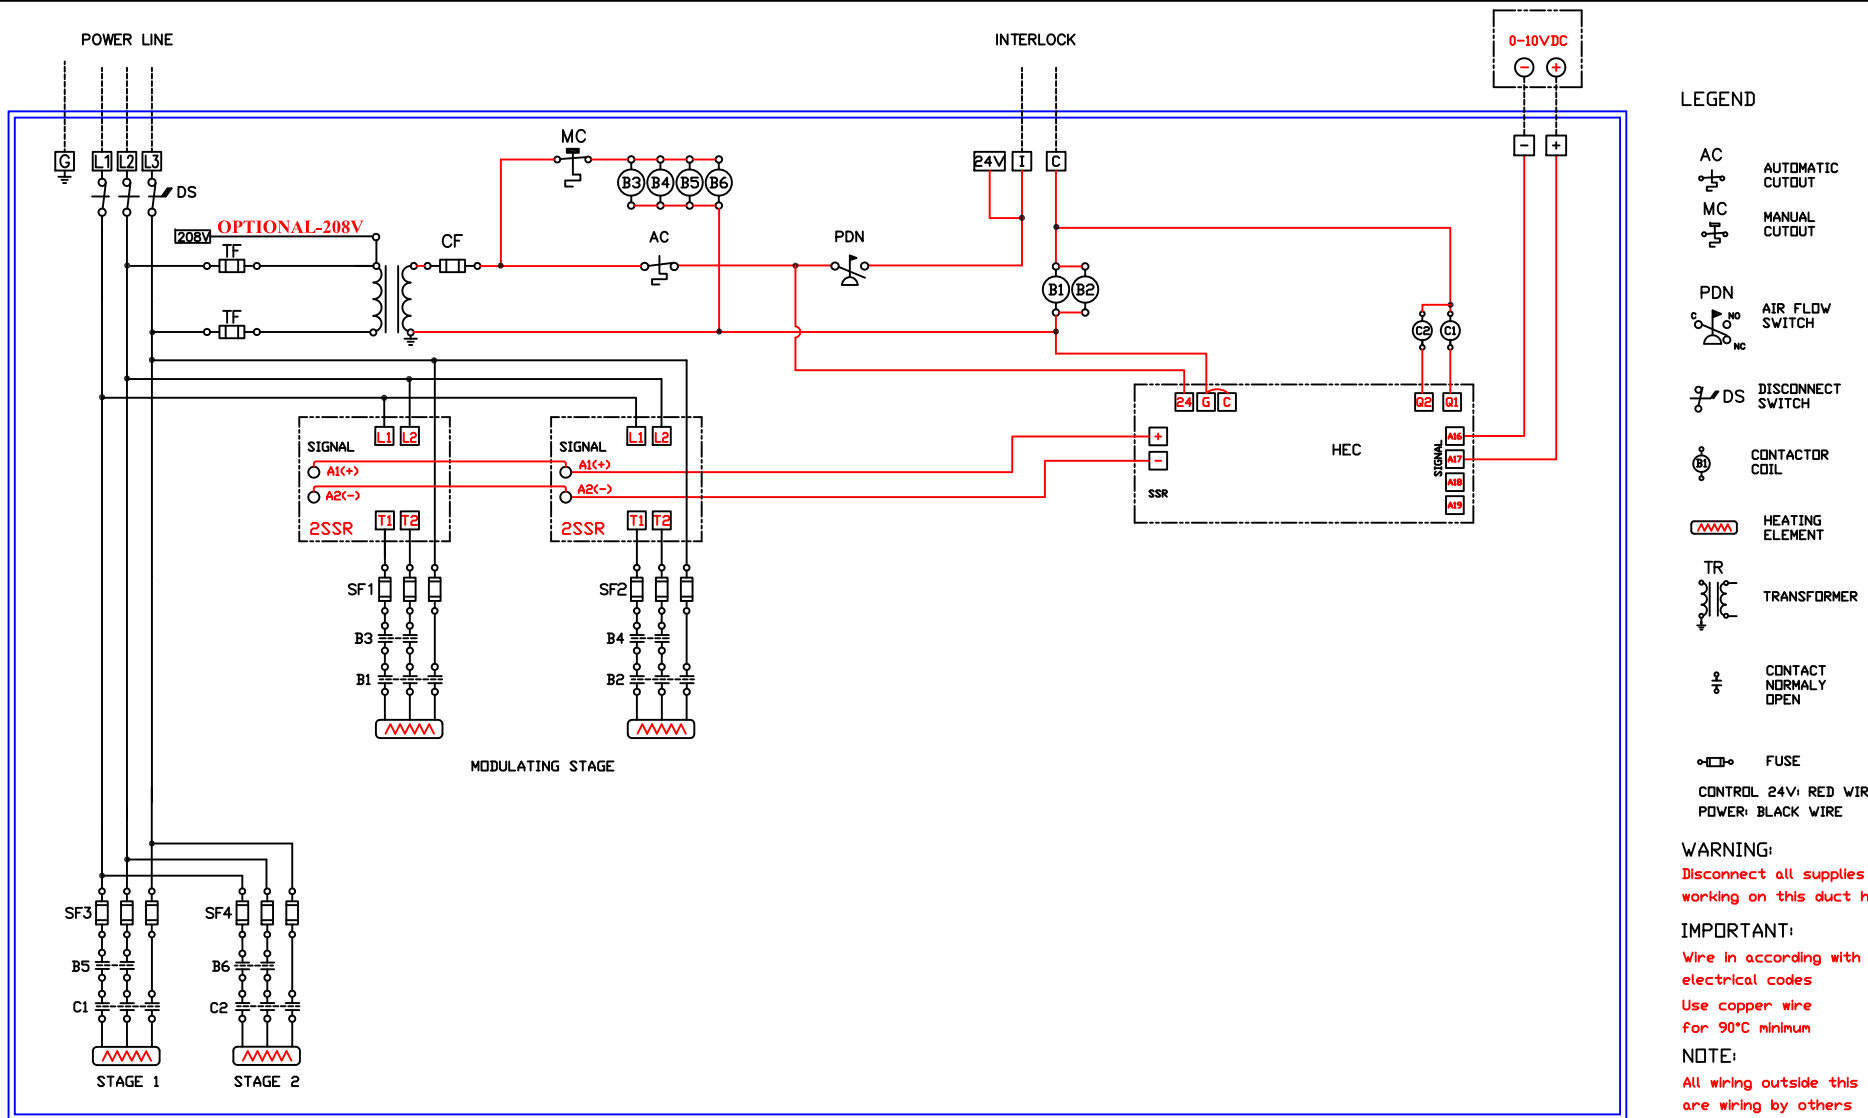 POWER LINE
INTERLOCK
0-10VDC
- +
LEGEND
G L1 L2 L3
DS
MC
B3 B4 B5 B6
24V I C
- +
AC
AUTOMATIC
CUTOUT
MC
MANUAL
CUTOUT
208V OPTIONAL-208V
TF
CF
AC
PDN
TF
B1 B2
C2 C1
PDN
C NO
NC
AIR FLOW
SWITCH
DS
DISCONNECT
SWITCH
SIGNAL
L1 L2
A1(+)
A2(-)
T1 T2
2SSR
SIGNAL
L1 L2
A1(+)
A2(-)
T1 T2
2SSR
24 G C
Q2 Q1
+
-
SSR
HEC
SIGNAL
A16
A17
A18
A19
B1
CONTACTOR
COIL
HEATING
ELEMENT
TR
TRANSFORMER
SF1
B3
B1
SF2
B4
B2
MODULATING STAGE
CONTACT
NORMALY
OPEN
FUSE
CONTROL 24V: RED WIR
POWER: BLACK WIRE
WARNING:
Disconnect all supplies
working on this duct h
IMPORTANT:
Wire in according with
electrical codes
Use copper wire
for 90°C minimum
NOTE:
All wiring outside this
are wiring by others
SF3
B5
C1
STAGE 1
SF4
B6
C2
STAGE 2